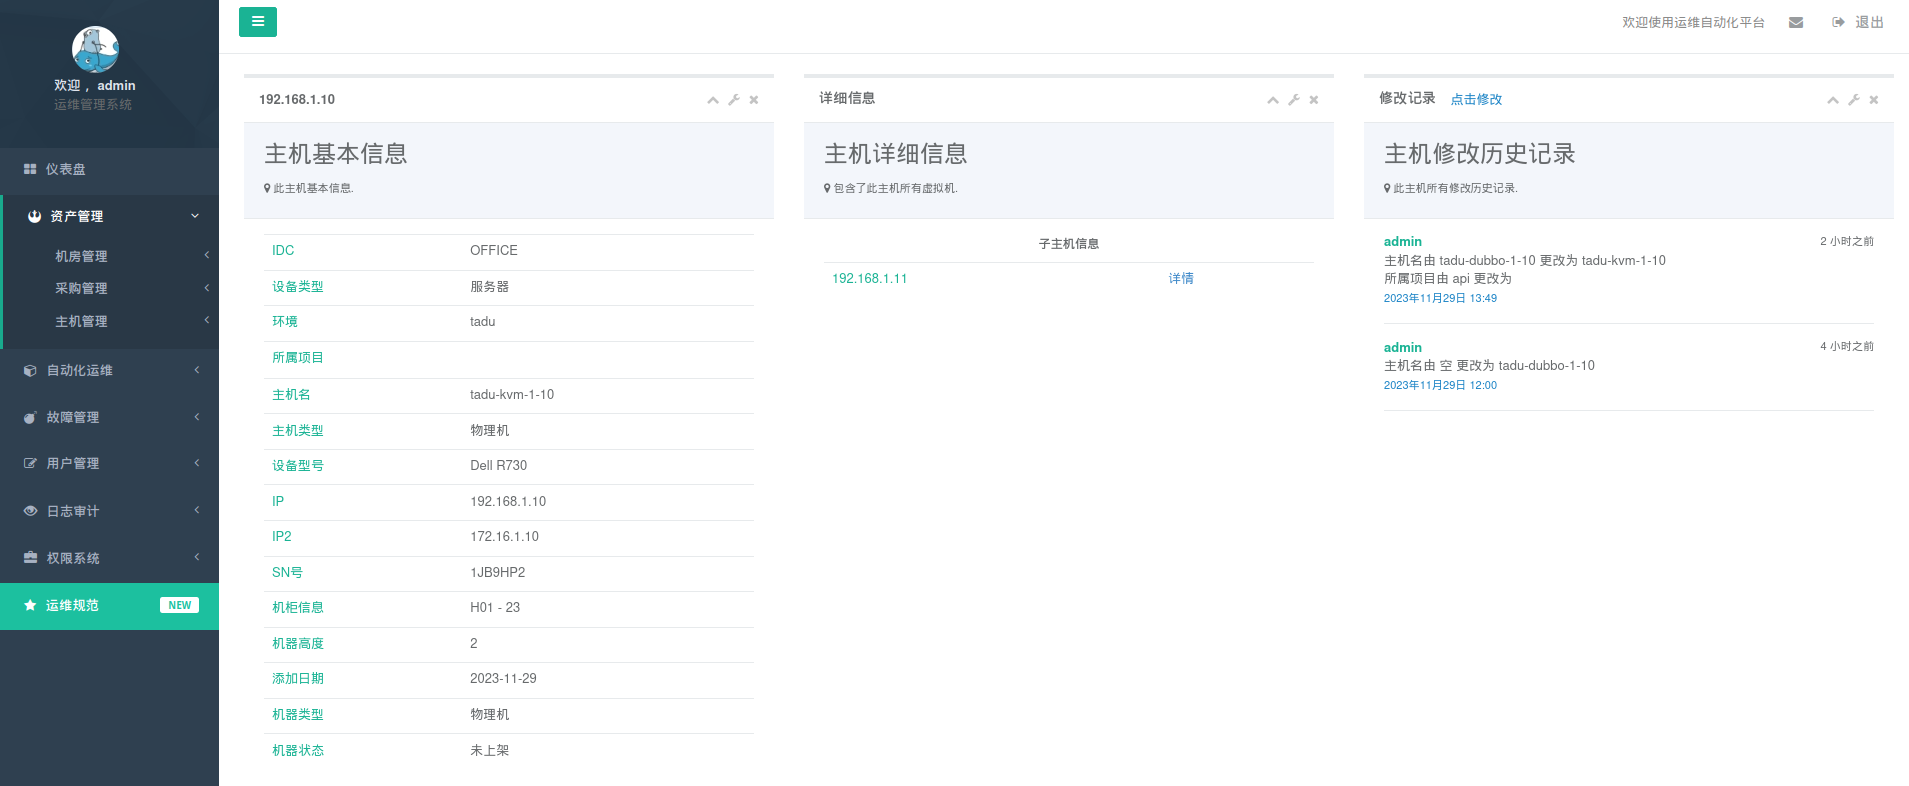 欢迎， admin
运维管理系统
仪表盘
资产管理
机房管理
采购管理
主机管理
自动化运维
故障管理
用户管理
日志审计
权限系统
运维规范 NEW
欢迎使用运维自动化平台 退出
192.168.1.10
主机基本信息
此主机基本信息.
IDC OFFICE
设备类型 服务器
环境 tadu
所属项目
主机名 tadu-kvm-1-10
主机类型 物理机
设备型号 Dell R730
IP 192.168.1.10
IP2 172.16.1.10
SN号 1JB9HP2
机柜信息 H01 - 23
机器高度 2
添加日期 2023-11-29
机器类型 物理机
机器状态 未上架
详细信息
主机详细信息
包含了此主机所有虚拟机.
子主机信息
192.168.1.11 详情
修改记录 点击修改
主机修改历史记录
此主机所有修改历史记录.
admin 2 小时之前
主机名由 tadu-dubbo-1-10 更改为 tadu-kvm-1-10
所属项目由 api 更改为
2023年11月29日 13:49
admin 4 小时之前
主机名由 空 更改为 tadu-dubbo-1-10
2023年11月29日 12:00